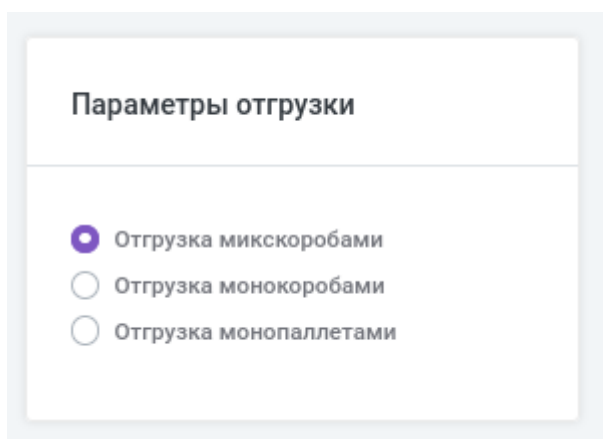 Параметры отгрузки
Отгрузка микскоробами
Отгрузка монокоробами
Отгрузка монопаллетами